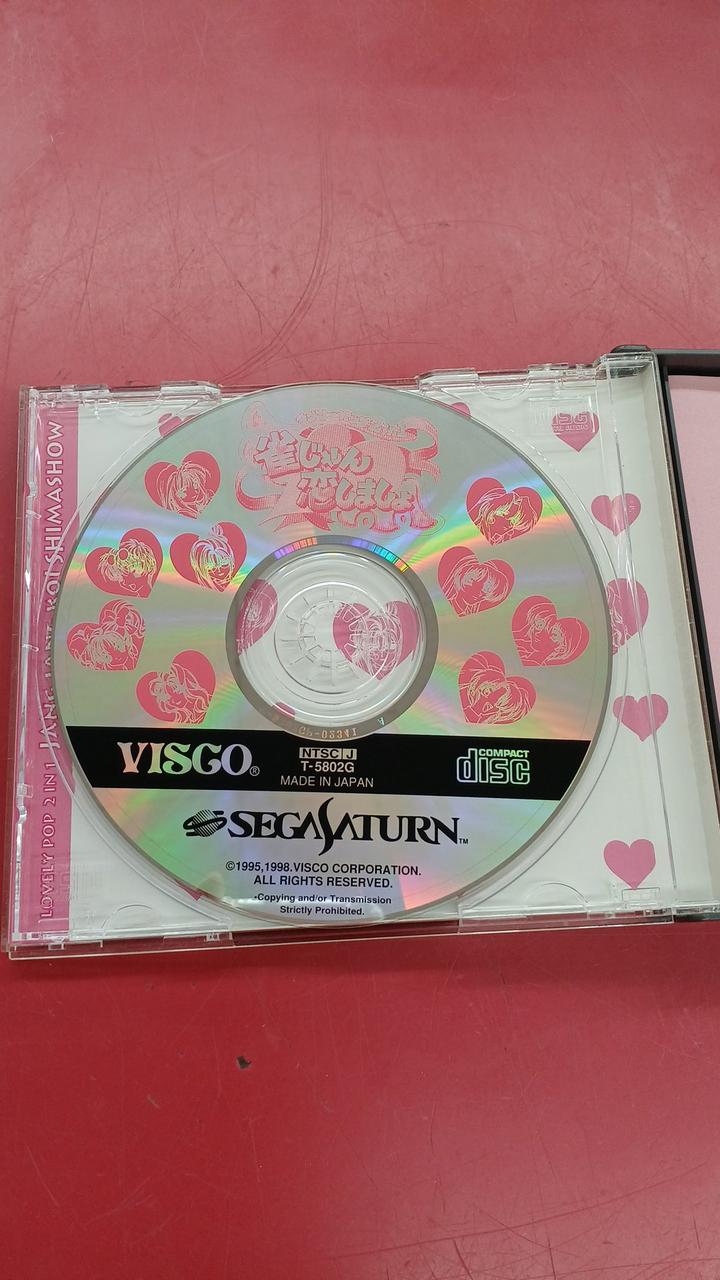 LOVELY POP 2 IN 1 JANG JANG KOISHIMASHOW
雀じゃん
恋しましょ
VISCO®
NTSC J
T-5802G
MADE IN JAPAN
COMPACT
disc
SEGA SATURN™
©1995,1998.VISCO CORPORATION.
ALL RIGHTS RESERVED.
•Copying and/or Transmission
Strictly Prohibited.